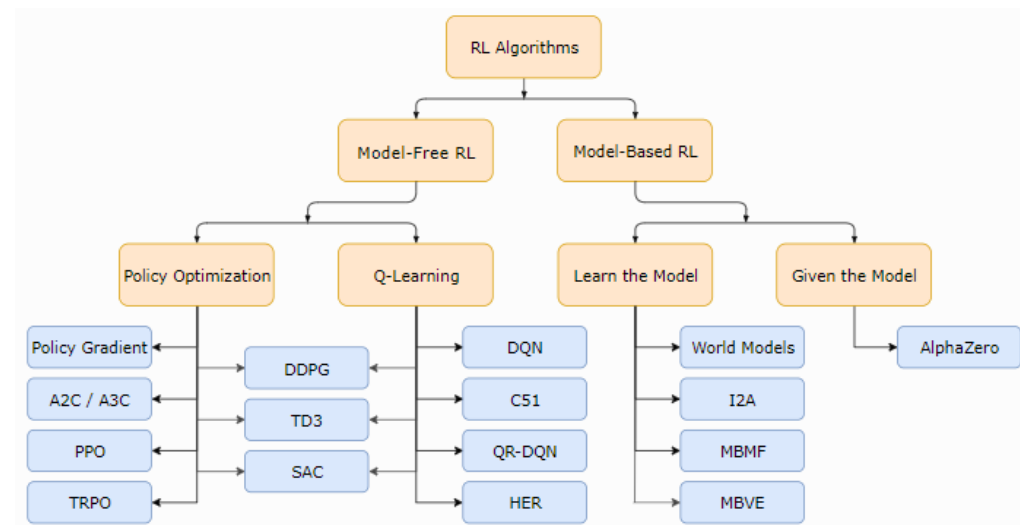 RL Algorithms
Model-Free RL
Model-Based RL
Policy Optimization
Q-Learning
Learn the Model
Given the Model
Policy Gradient
DDPG
DQN
World Models
AlphaZero
A2C / A3C
TD3
C51
I2A
PPO
SAC
QR-DQN
MBMF
TRPO
HER
MBVE